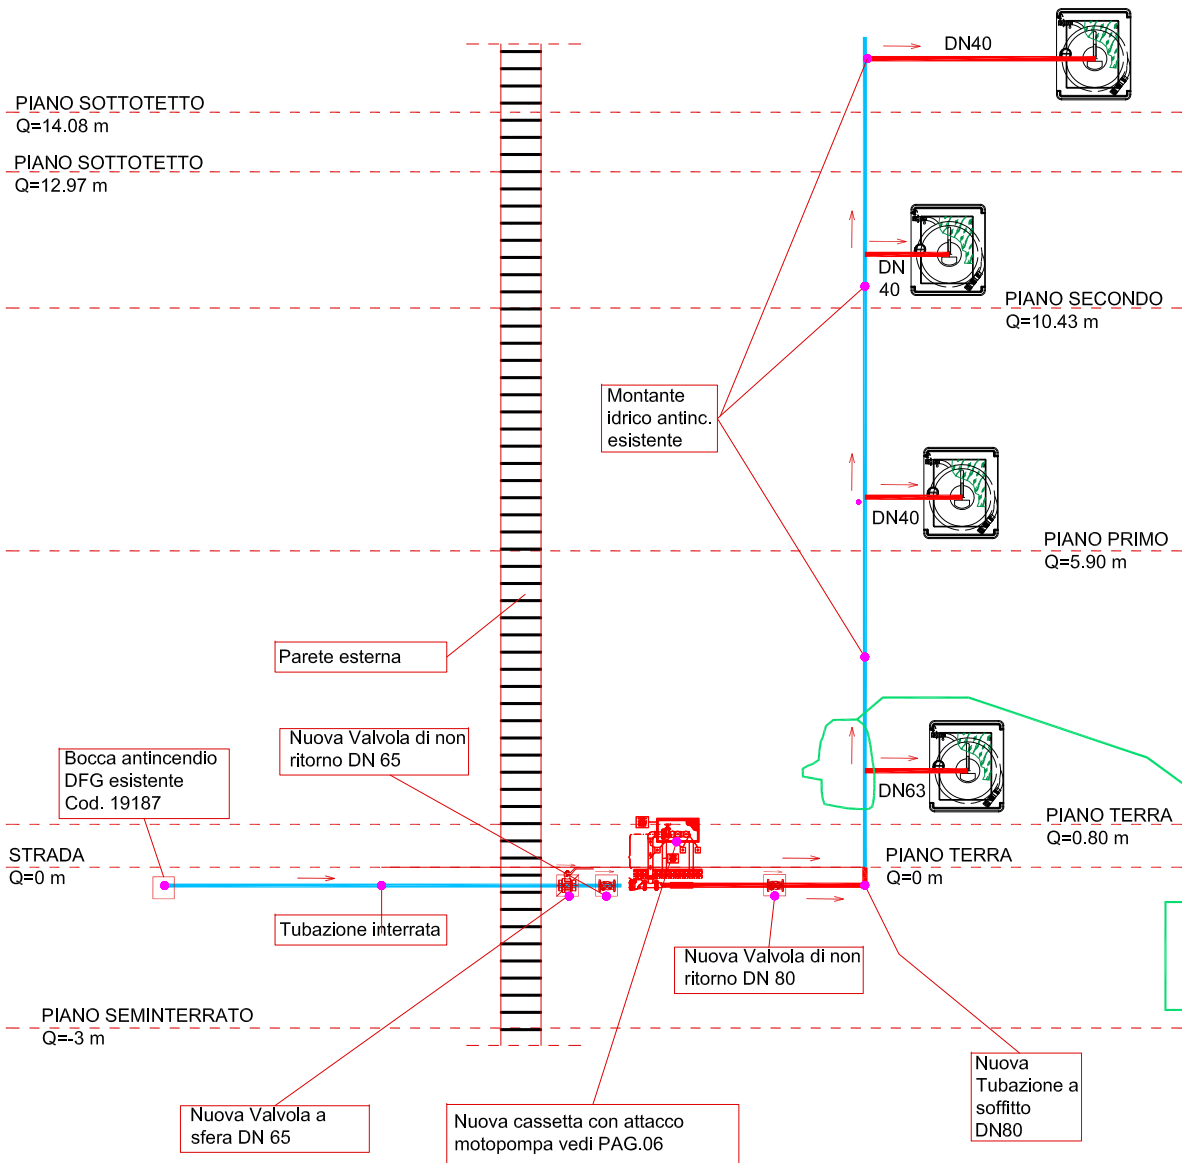 DN40
PIANO SOTTOTETTO
Q=14.08 m
PIANO SOTTOTETTO
Q=12.97 m
DN
40
PIANO SECONDO
Q=10.43 m
Montante
idrico antinc.
esistente
DN40
PIANO PRIMO
Q=5.90 m
Parete esterna
Nuova Valvola di non
ritorno DN 65
Bocca antincendio
DFG esistente
Cod. 19187
DN63
PIANO TERRA
Q=0.80 m
STRADA
Q=0 m
PIANO TERRA
Q=0 m
Tubazione interrata
Nuova Valvola di non
ritorno DN 80
PIANO SEMINTERRATO
Q=-3 m
Nuova
Tubazione a
soffitto
DN80
Nuova Valvola a
sfera DN 65
Nuova cassetta con attacco
motopompa vedi PAG.06